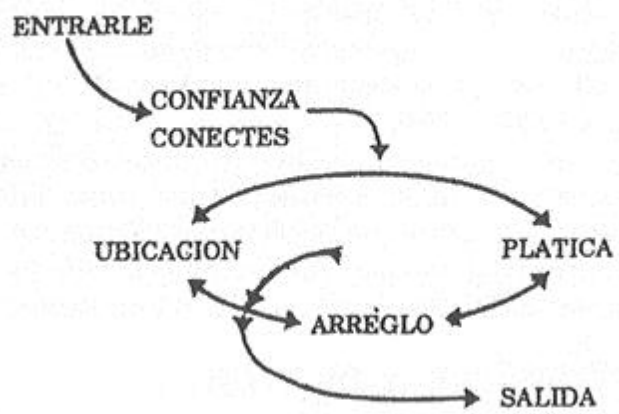 ENTRARLE
CONFIANZA
CONECTES
UBICACION
PLATICA
ARREGLO
SALIDA